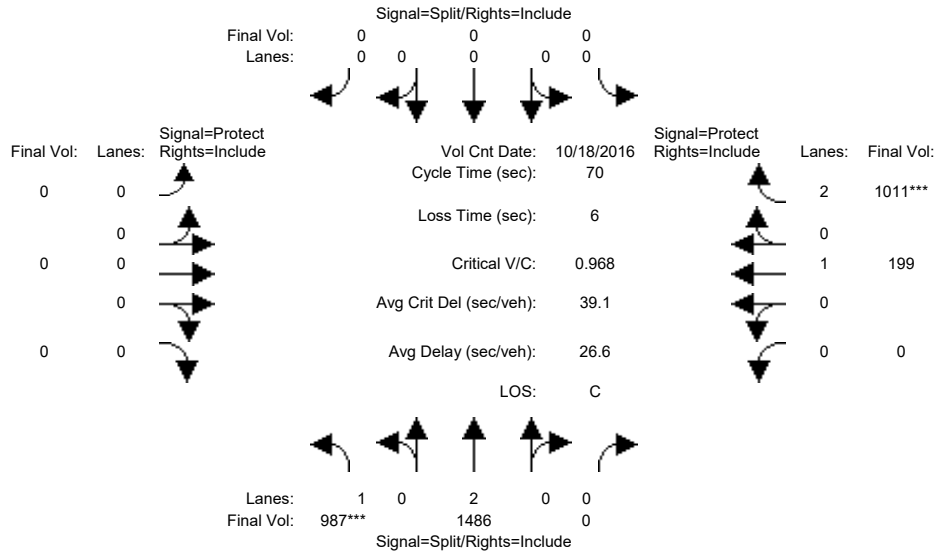 Signal=Split/Rights=Include
Final Vol: 0 0 0
Lanes: 0 0 0 0 0
Signal=Protect Signal=Protect
Final Vol: Lanes: Rights=Include Vol Cnt Date: 10/18/2016 Rights=Include Lanes: Final Vol:
Cycle Time (sec): 70
0 0 2 1011***
Loss Time (sec): 6
0 0
0 0 Critical V/C: 0.968 1 199
0 Avg Crit Del (sec/veh): 39.1 0
0 0 Avg Delay (sec/veh): 26.6 0 0
LOS: C
Lanes: 1 0 2 0 0
Final Vol: 987*** 1486 0
Signal=Split/Rights=Include